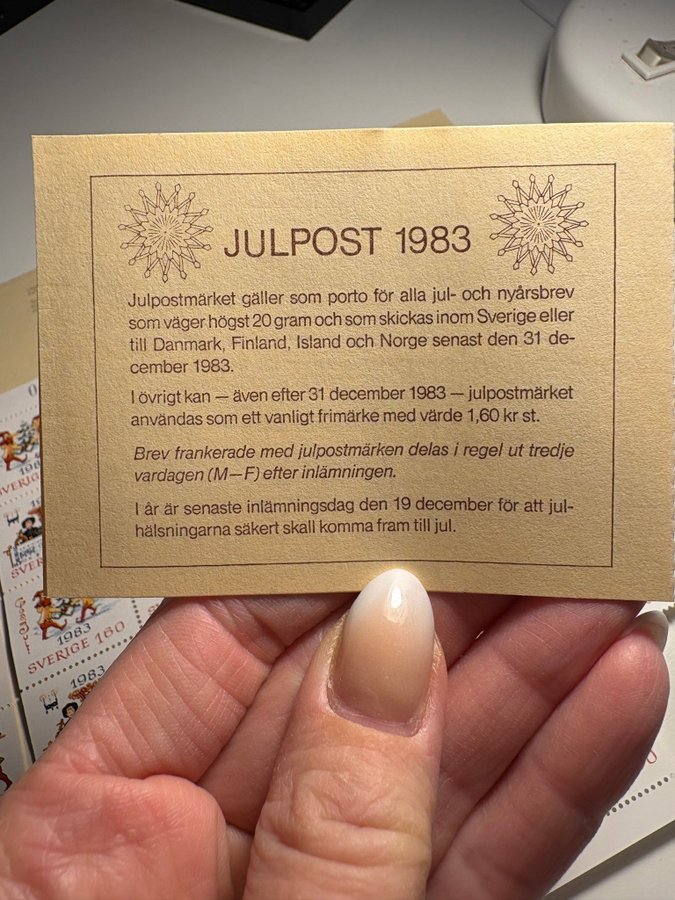 JULPOST 1983
Julpostmärket gäller som porto för alla jul- och nyårsbrev
som väger högst 20 gram och som skickas inom Sverige eller
till Danmark, Finland, Island och Norge senast den 31 de-
cember 1983.
I övrigt kan — även efter 31 december 1983 — julpostmärket
användas som ett vanligt frimärke med värde 1,60 kr st.
Brev frankerade med julpostmärken delas i regel ut tredje
vardagen (M—F) efter inlämningen.
I år är senaste inlämningsdag den 19 december för att jul-
hälsningarna säkert skall komma fram till jul.
1983
SVERIGE 160
1983